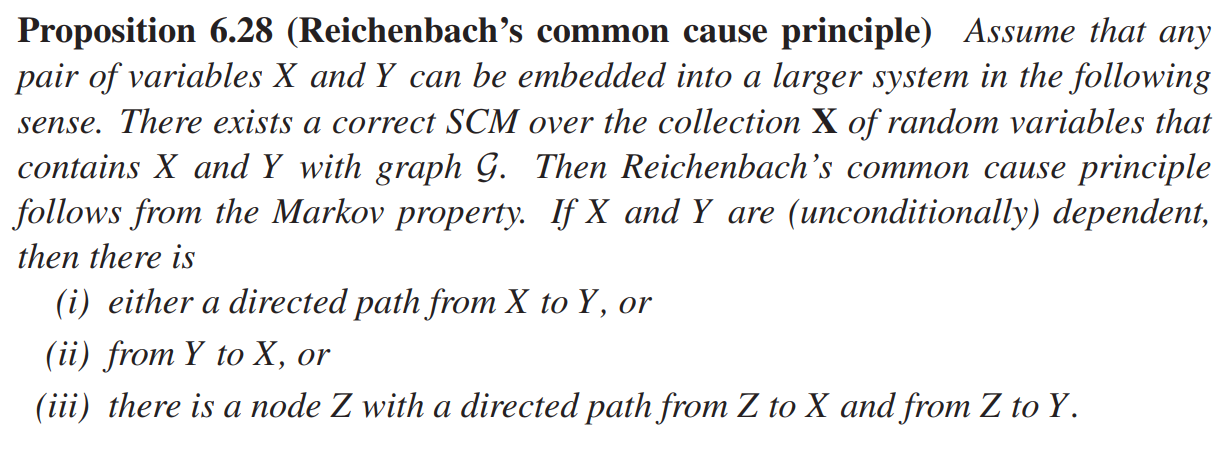 Proposition 6.28 (Reichenbach’s common cause principle) Assume that any
pair of variables X and Y can be embedded into a larger system in the following
sense. There exists a correct SCM over the collection X of random variables that
contains X and Y with graph 𝒢. Then Reichenbach’s common cause principle
follows from the Markov property. If X and Y are (unconditionally) dependent,
then there is
(i) either a directed path from X to Y, or
(ii) from Y to X, or
(iii) there is a node Z with a directed path from Z to X and from Z to Y.